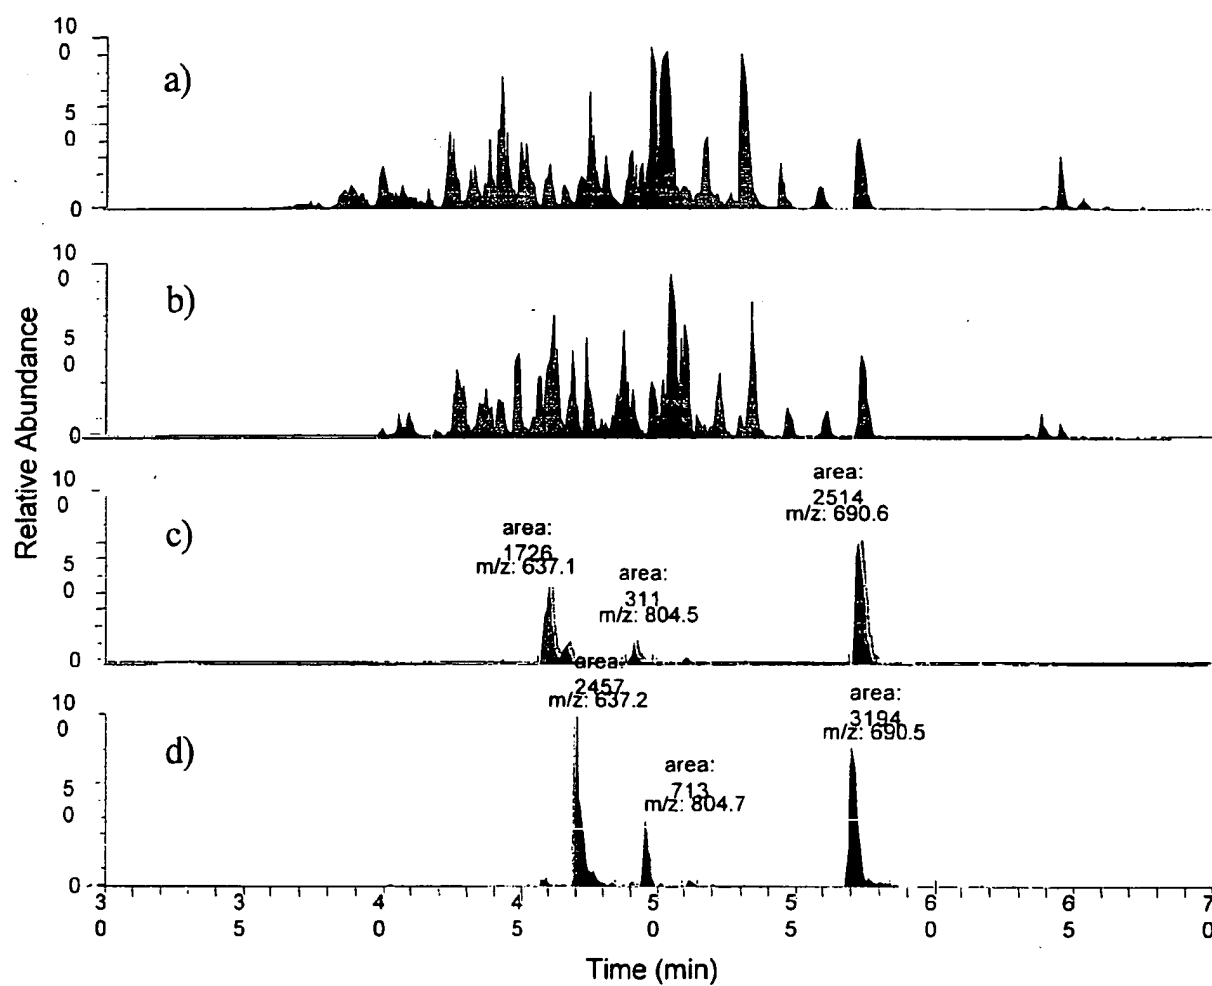 10
0
a)
5
0
0
10
0
b)
5
0
0
Relative Abundance
10
0
c)
5
0
0
area:
1726
m/z: 637.1
area:
311
m/z: 804.5
area:
2514
m/z: 690.6
10
0
d)
5
0
0
area:
2457
m/z: 637.2
area:
713
m/z: 804.7
area:
3194
m/z: 690.5
3 3 4 4 5 5 6 6 7
0 5 0 5 0 5 0 5 0
Time (min)